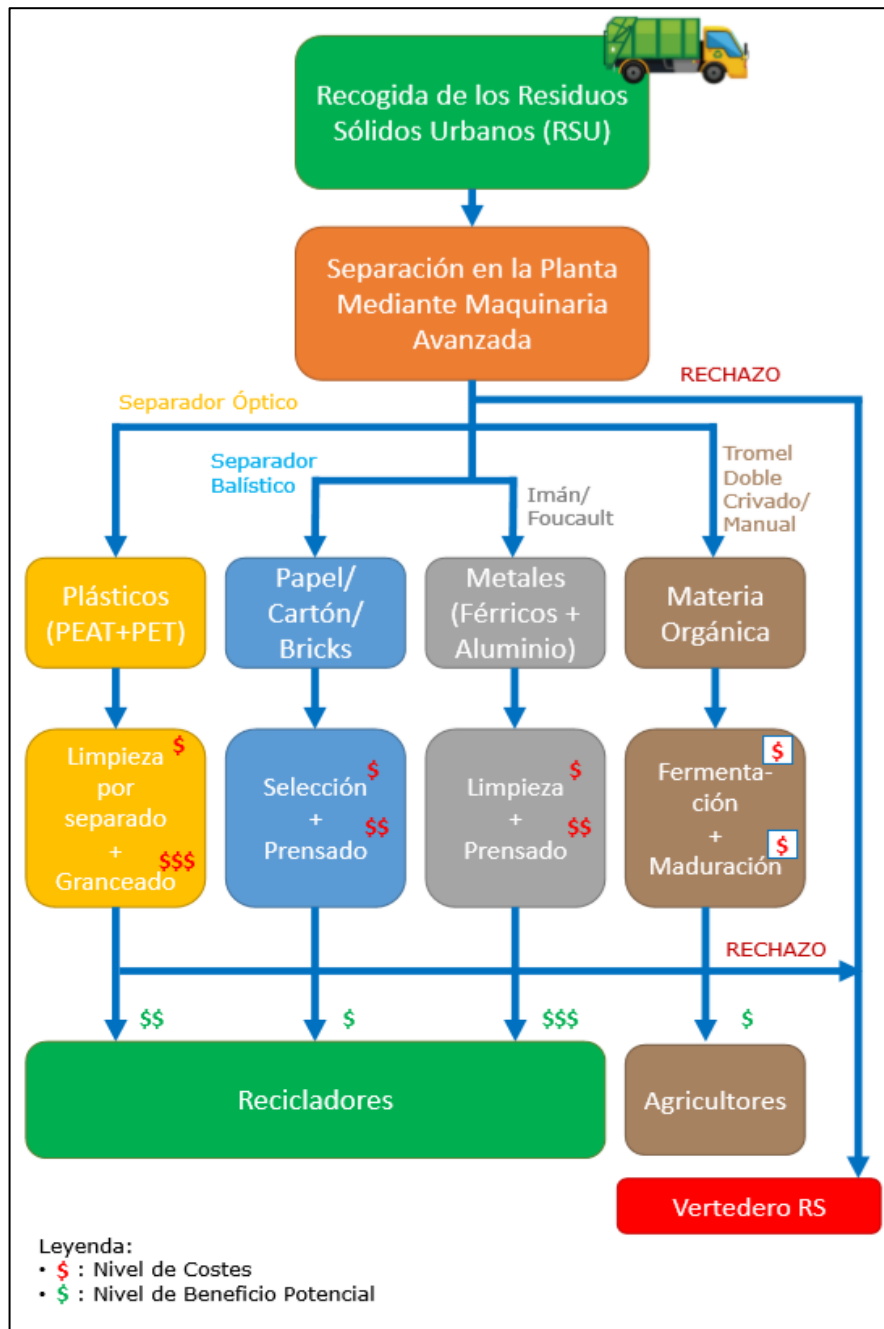 Recogida de los Residuos
Sólidos Urbanos (RSU)
Separación en la Planta
Mediante Maquinaria
Avanzada
RECHAZO
Separador Óptico
Separador
Balístico
Imán/
Foucault
Tromel
Doble
Crivado/
Manual
Plásticos
(PEAT+PET)
Papel/
Cartón/
Bricks
Metales
(Férricos +
Aluminio)
Materia
Orgánica
Limpieza $
por
separado
+ $$$
Granceado
Selección $
+ $$
Prensado
Limpieza $
+ $$
Prensado
$
Fermenta-
ción
+ $
Maduración
RECHAZO
$$
$
$$$
$
Recicladores
Agricultores
Vertedero RS
Leyenda:
• $ : Nivel de Costes
• $ : Nivel de Beneficio Potencial